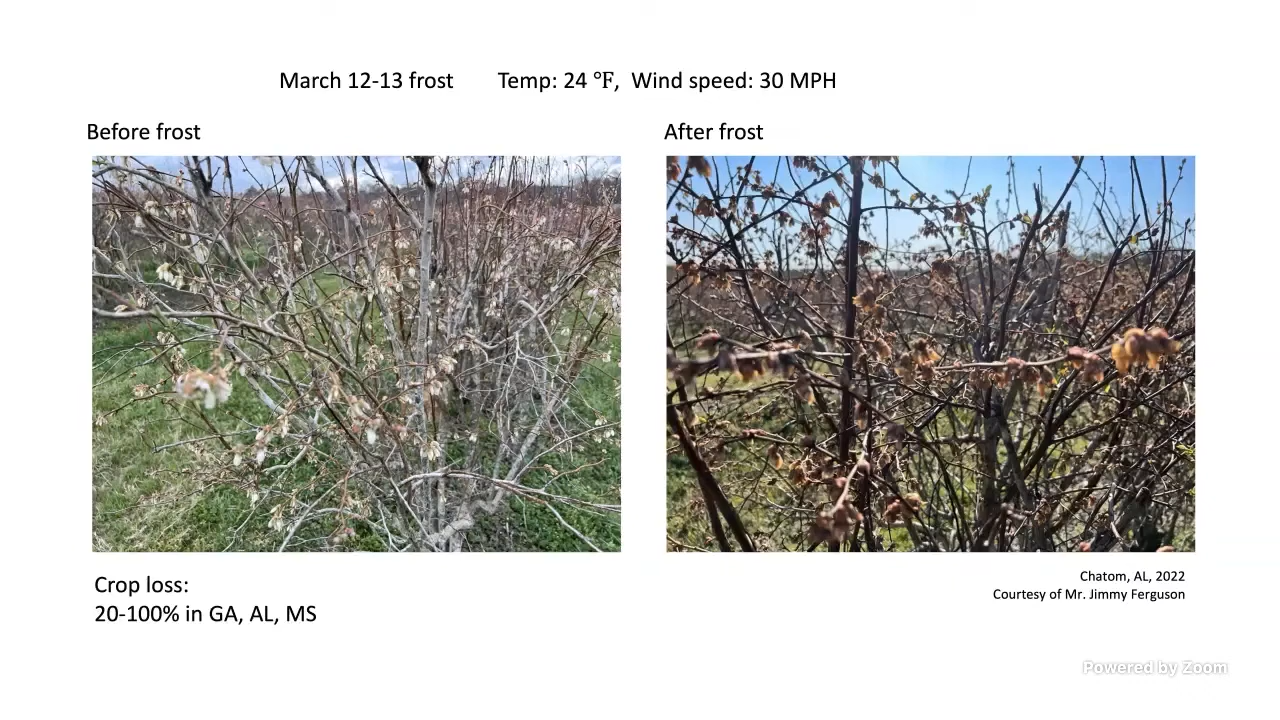 March 12-13 frost Temp: 24 ℉, Wind speed: 30 MPH
Before frost
After frost
Crop loss:
20-100% in GA, AL, MS
Chatom, AL, 2022
Courtesy of Mr. Jimmy Ferguson
Powered by Zoom